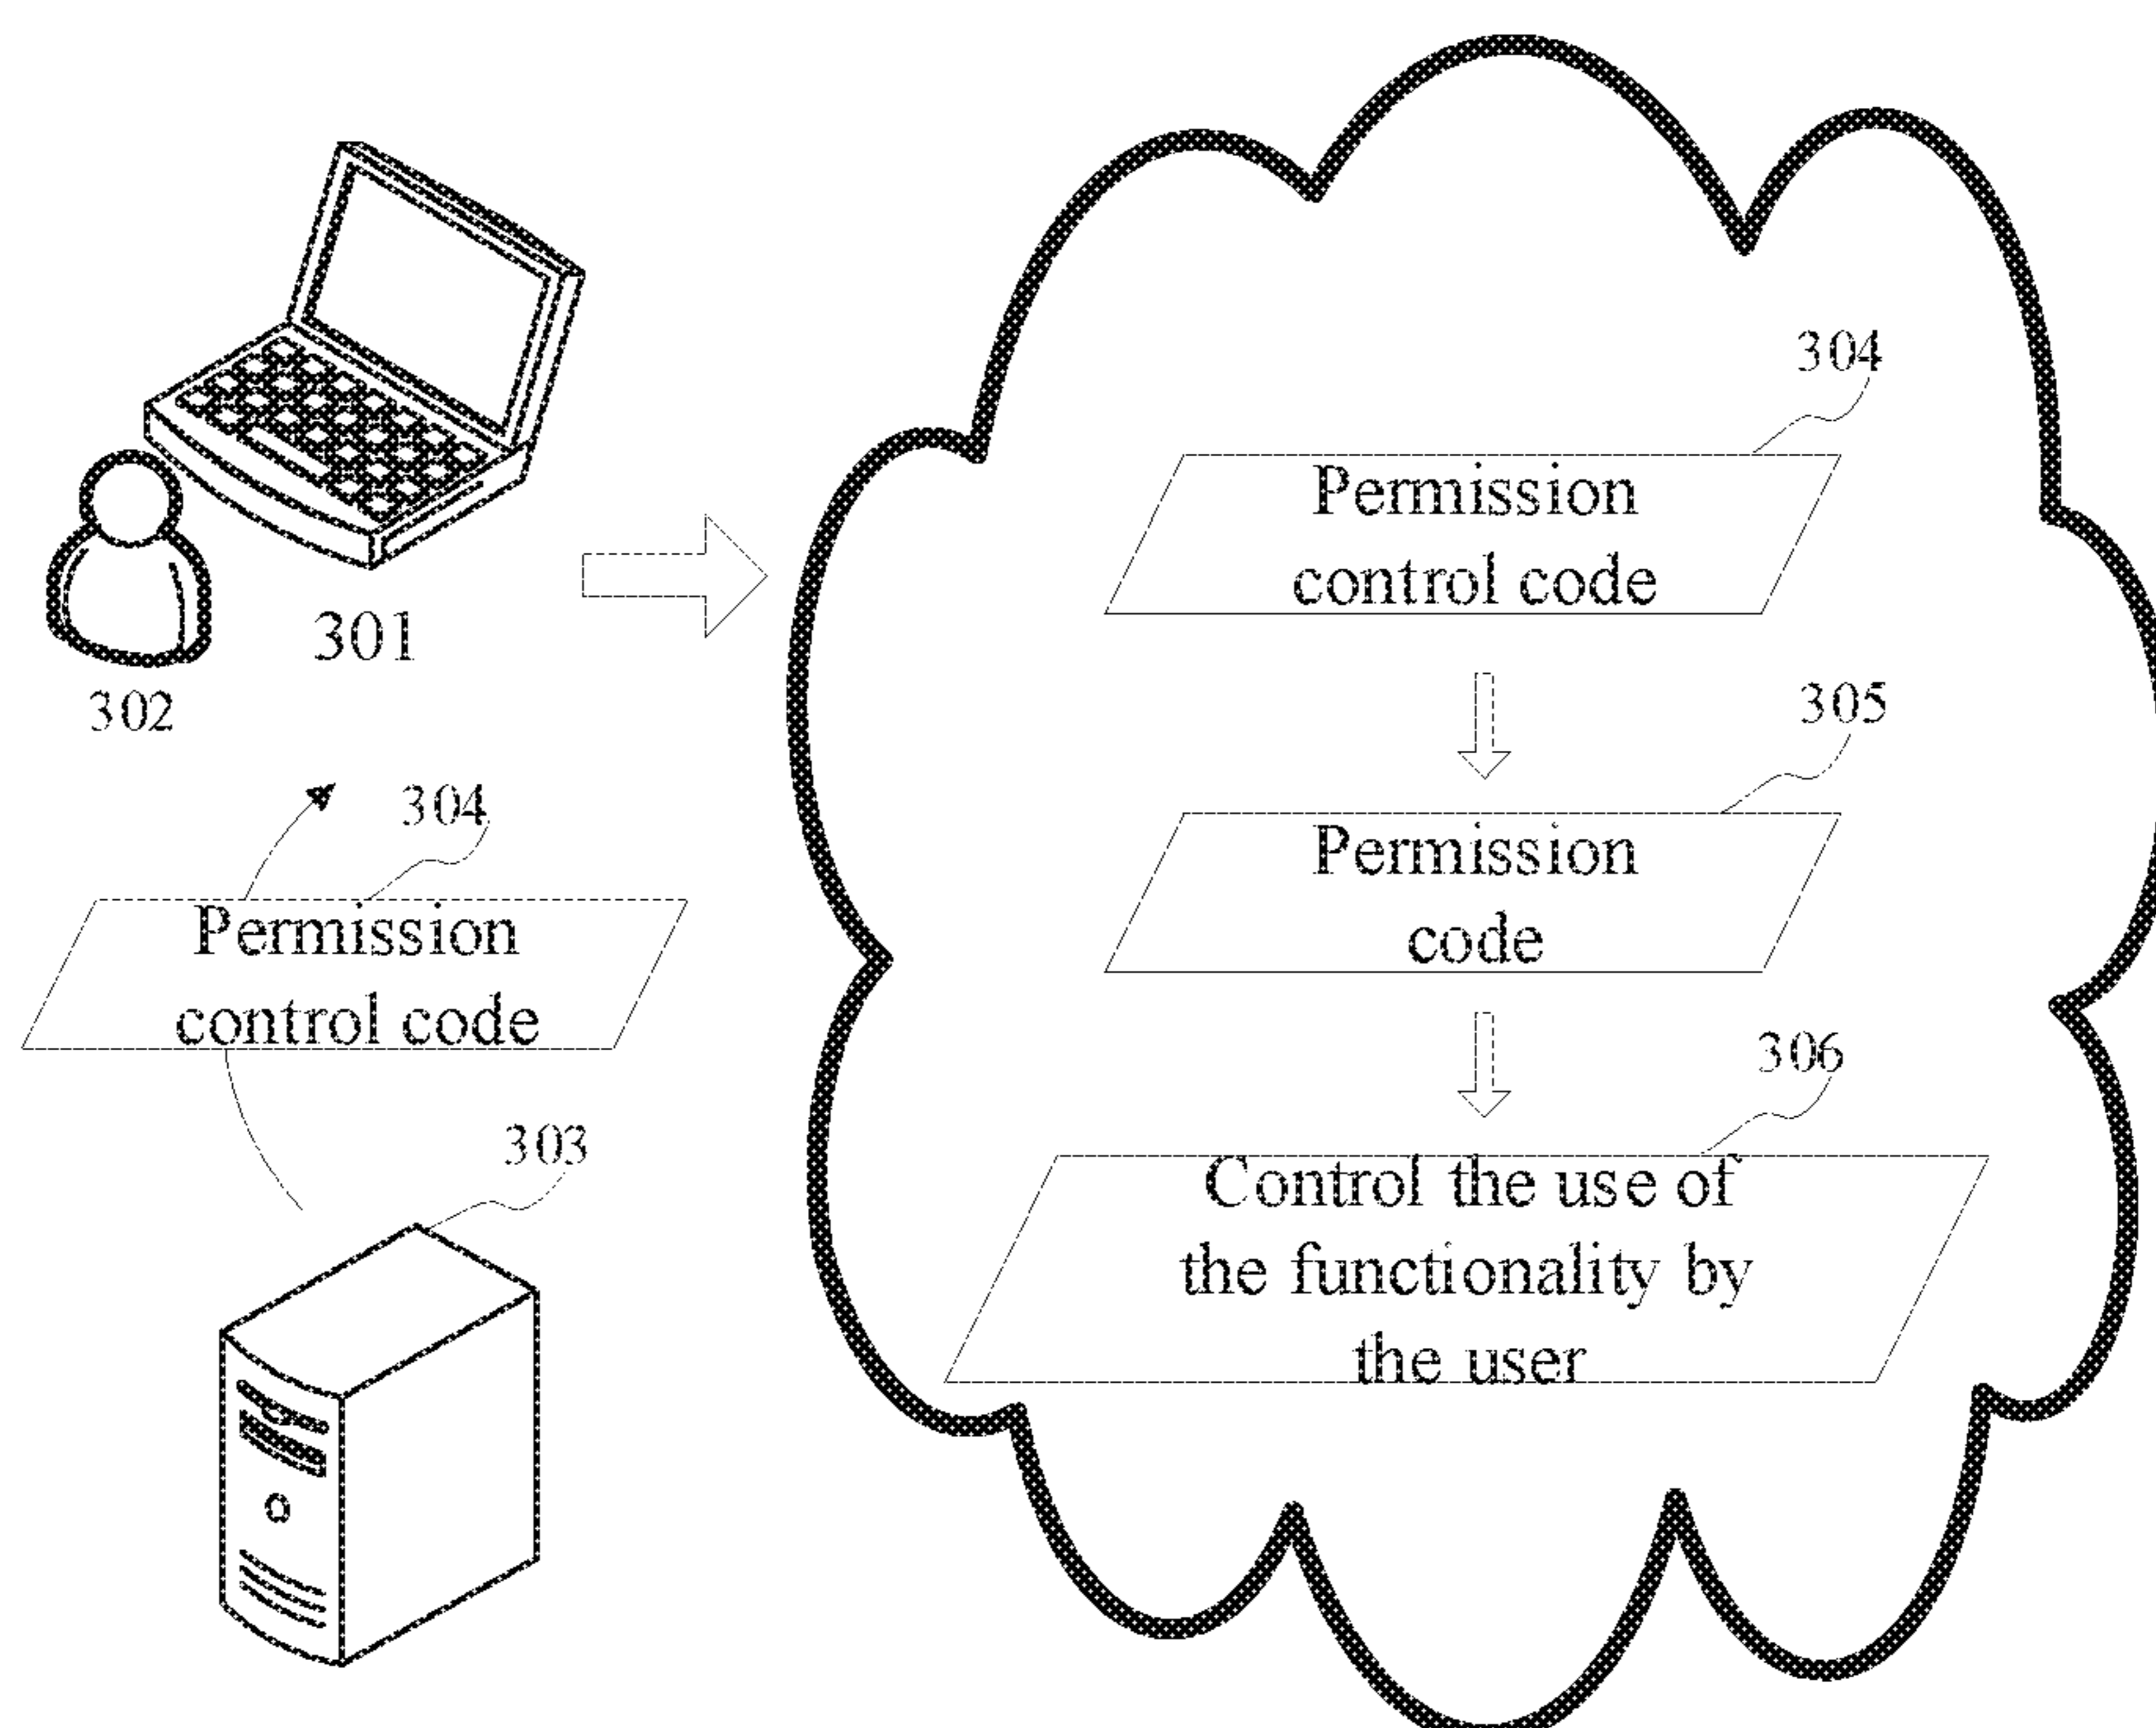 301
302
304
Permission
control code
303
304
Permission
control code
305
Permission
code
306
Control the use of
the functionality by
the user